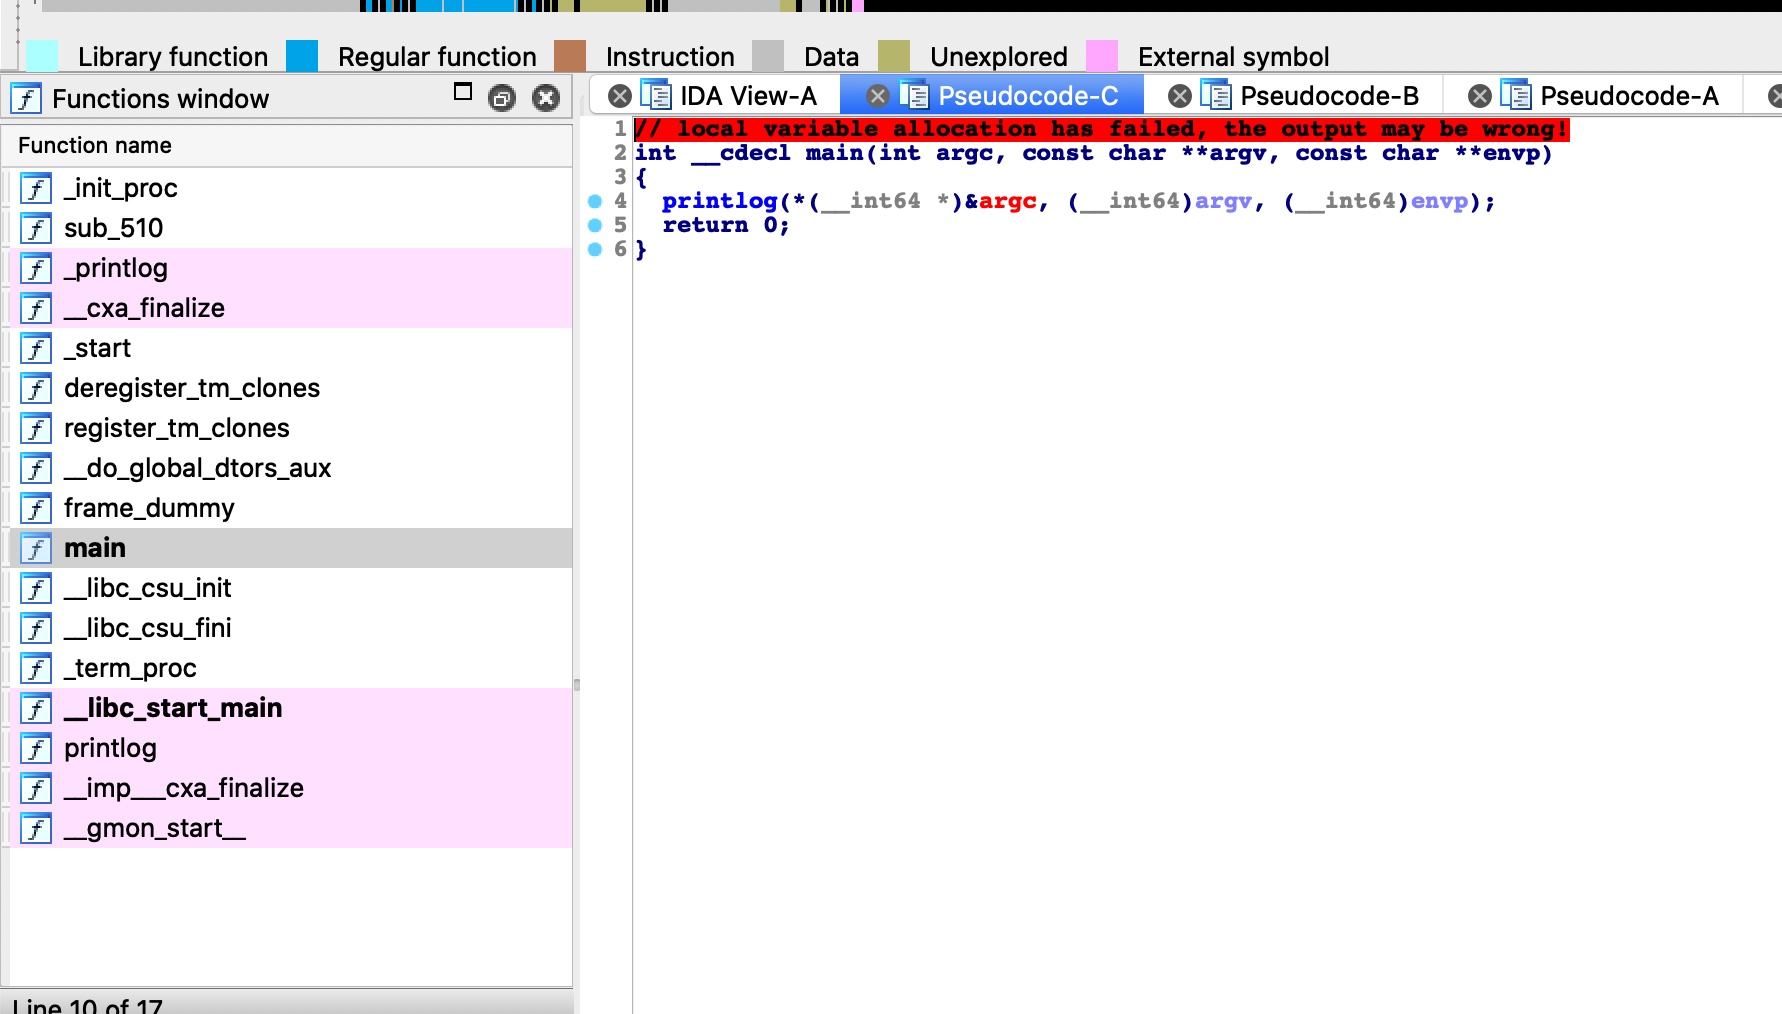 Library function Regular function Instruction Data Unexplored External symbol
Functions window
IDA View-A Pseudocode-C Pseudocode-B Pseudocode-A
Function name
f _init_proc
f sub_510
f _printlog
f __cxa_finalize
f _start
f deregister_tm_clones
f register_tm_clones
f __do_global_dtors_aux
f frame_dummy
f main
f __libc_csu_init
f __libc_csu_fini
f _term_proc
f __libc_start_main
f printlog
f __imp___cxa_finalize
f __gmon_start__
Line 10 of 17
1 // local variable allocation has failed, the output may be wrong!
2 int __cdecl main(int argc, const char **argv, const char **envp)
3 {
4 printlog(*(__int64 *)&argc, (__int64)argv, (__int64)envp);
5 return 0;
6 }